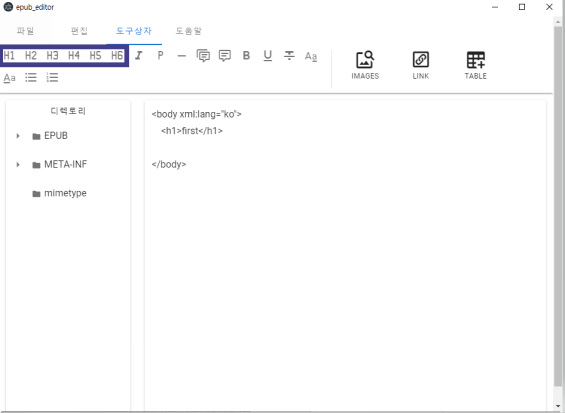 epub_editor
파일 편집 도구상자 도움말
H1 H2 H3 H4 H5 H6 I P B U Aa
IMAGES LINK TABLE
Aa
디렉토리
EPUB
META-INF
mimetype
<body xml:lang="ko">
<h1>first</h1>
</body>